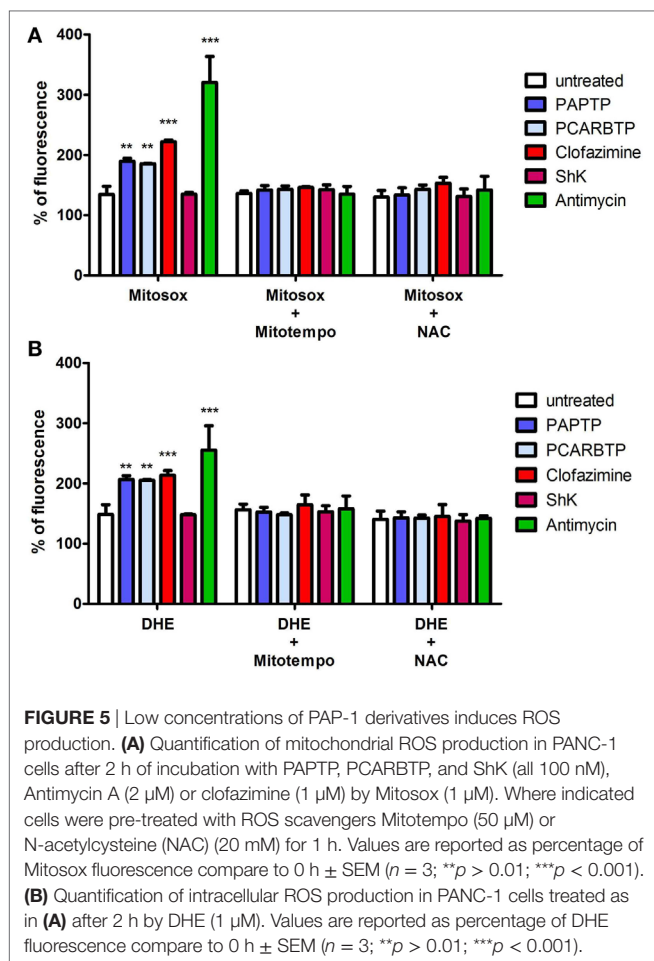 A
% of fluorescence
400
300
200
100
0
** ** *** ***
untreated
PAPTP
PCARBTP
Clofazimine
ShK
Antimycin
Mitosox
Mitosox
+
Mitotempo
Mitosox
+
NAC
B
% of fluorescence
400
300
200
100
0
** ** *** ***
untreated
PAPTP
PCARBTP
Clofazimine
ShK
Antimycin
DHE
DHE
+
Mitotempo
DHE
+
NAC
FIGURE 5 | Low concentrations of PAP-1 derivatives induces ROS
production. (A) Quantification of mitochondrial ROS production in PANC-1
cells after 2 h of incubation with PAPTP, PCARBTP, and ShK (all 100 nM),
Antimycin A (2 μM) or clofazimine (1 μM) by Mitosox (1 μM). Where indicated
cells were pre-treated with ROS scavengers Mitotempo (50 μM) or
N-acetylcysteine (NAC) (20 mM) for 1 h. Values are reported as percentage of
Mitosox fluorescence compare to 0 h ± SEM (n = 3; **p > 0.01; ***p < 0.001).
(B) Quantification of intracellular ROS production in PANC-1 cells treated as
in (A) after 2 h by DHE (1 μM). Values are reported as percentage of DHE
fluorescence compare to 0 h ± SEM (n = 3; **p > 0.01; ***p < 0.001).